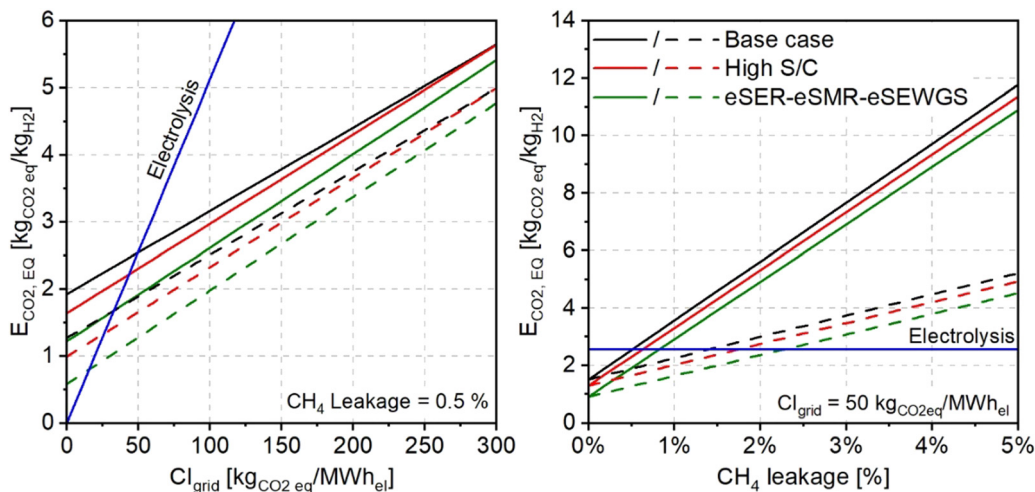 6
5
4
3
2
1
0
E_CO2, EQ [kg_CO2 eq/kg_H2]
Electrolysis
CH₄ Leakage = 0.5 %
0 50 100 150 200 250 300
CI_grid [kg_CO2 eq/MWh_el]
14
12
10
8
6
4
2
0
E_CO2, EQ [kg_CO2 eq/kg_H2]
/ Base case
/ High S/C
/ eSER-eSMR-eSEWGS
Electrolysis
CI_grid = 50 kg_CO2eq/MWh_el
0% 1% 2% 3% 4% 5%
CH₄ leakage [%]